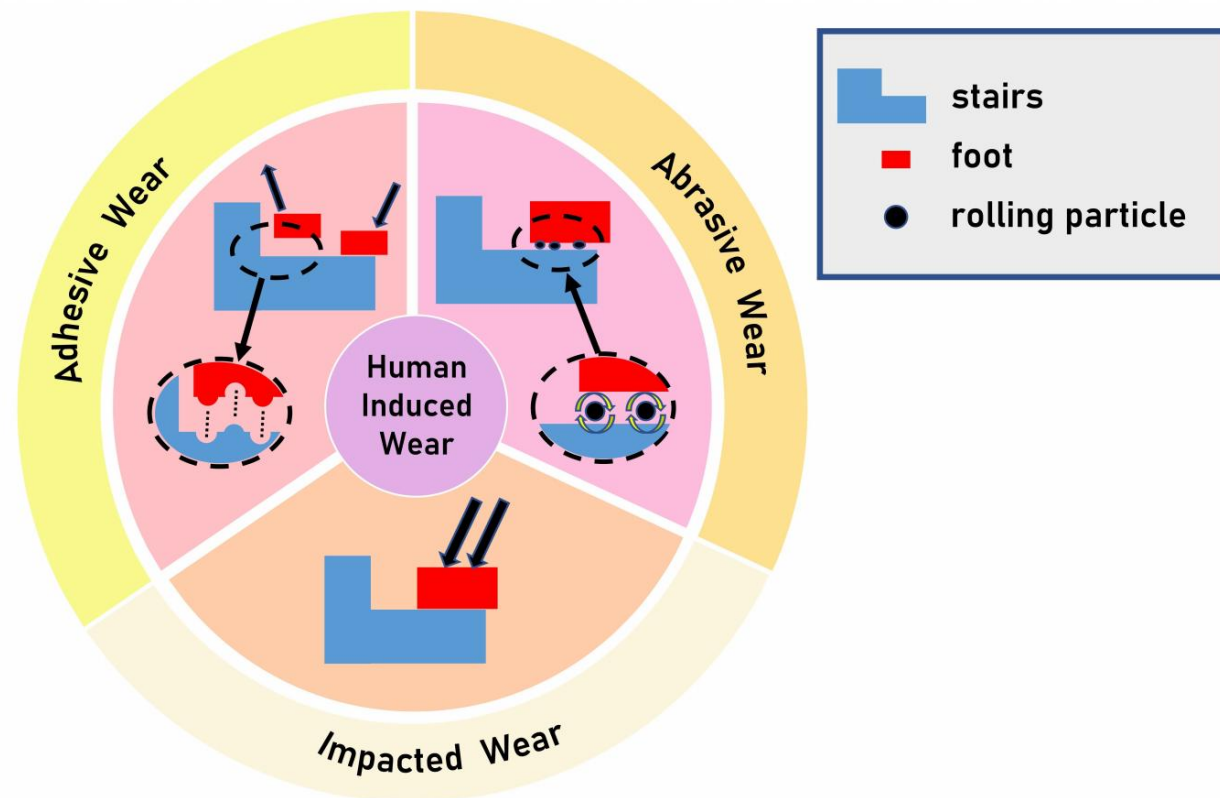 Adhesive Wear
Abrasive Wear
Human
Induced
Wear
Impacted Wear
stairs
foot
rolling particle